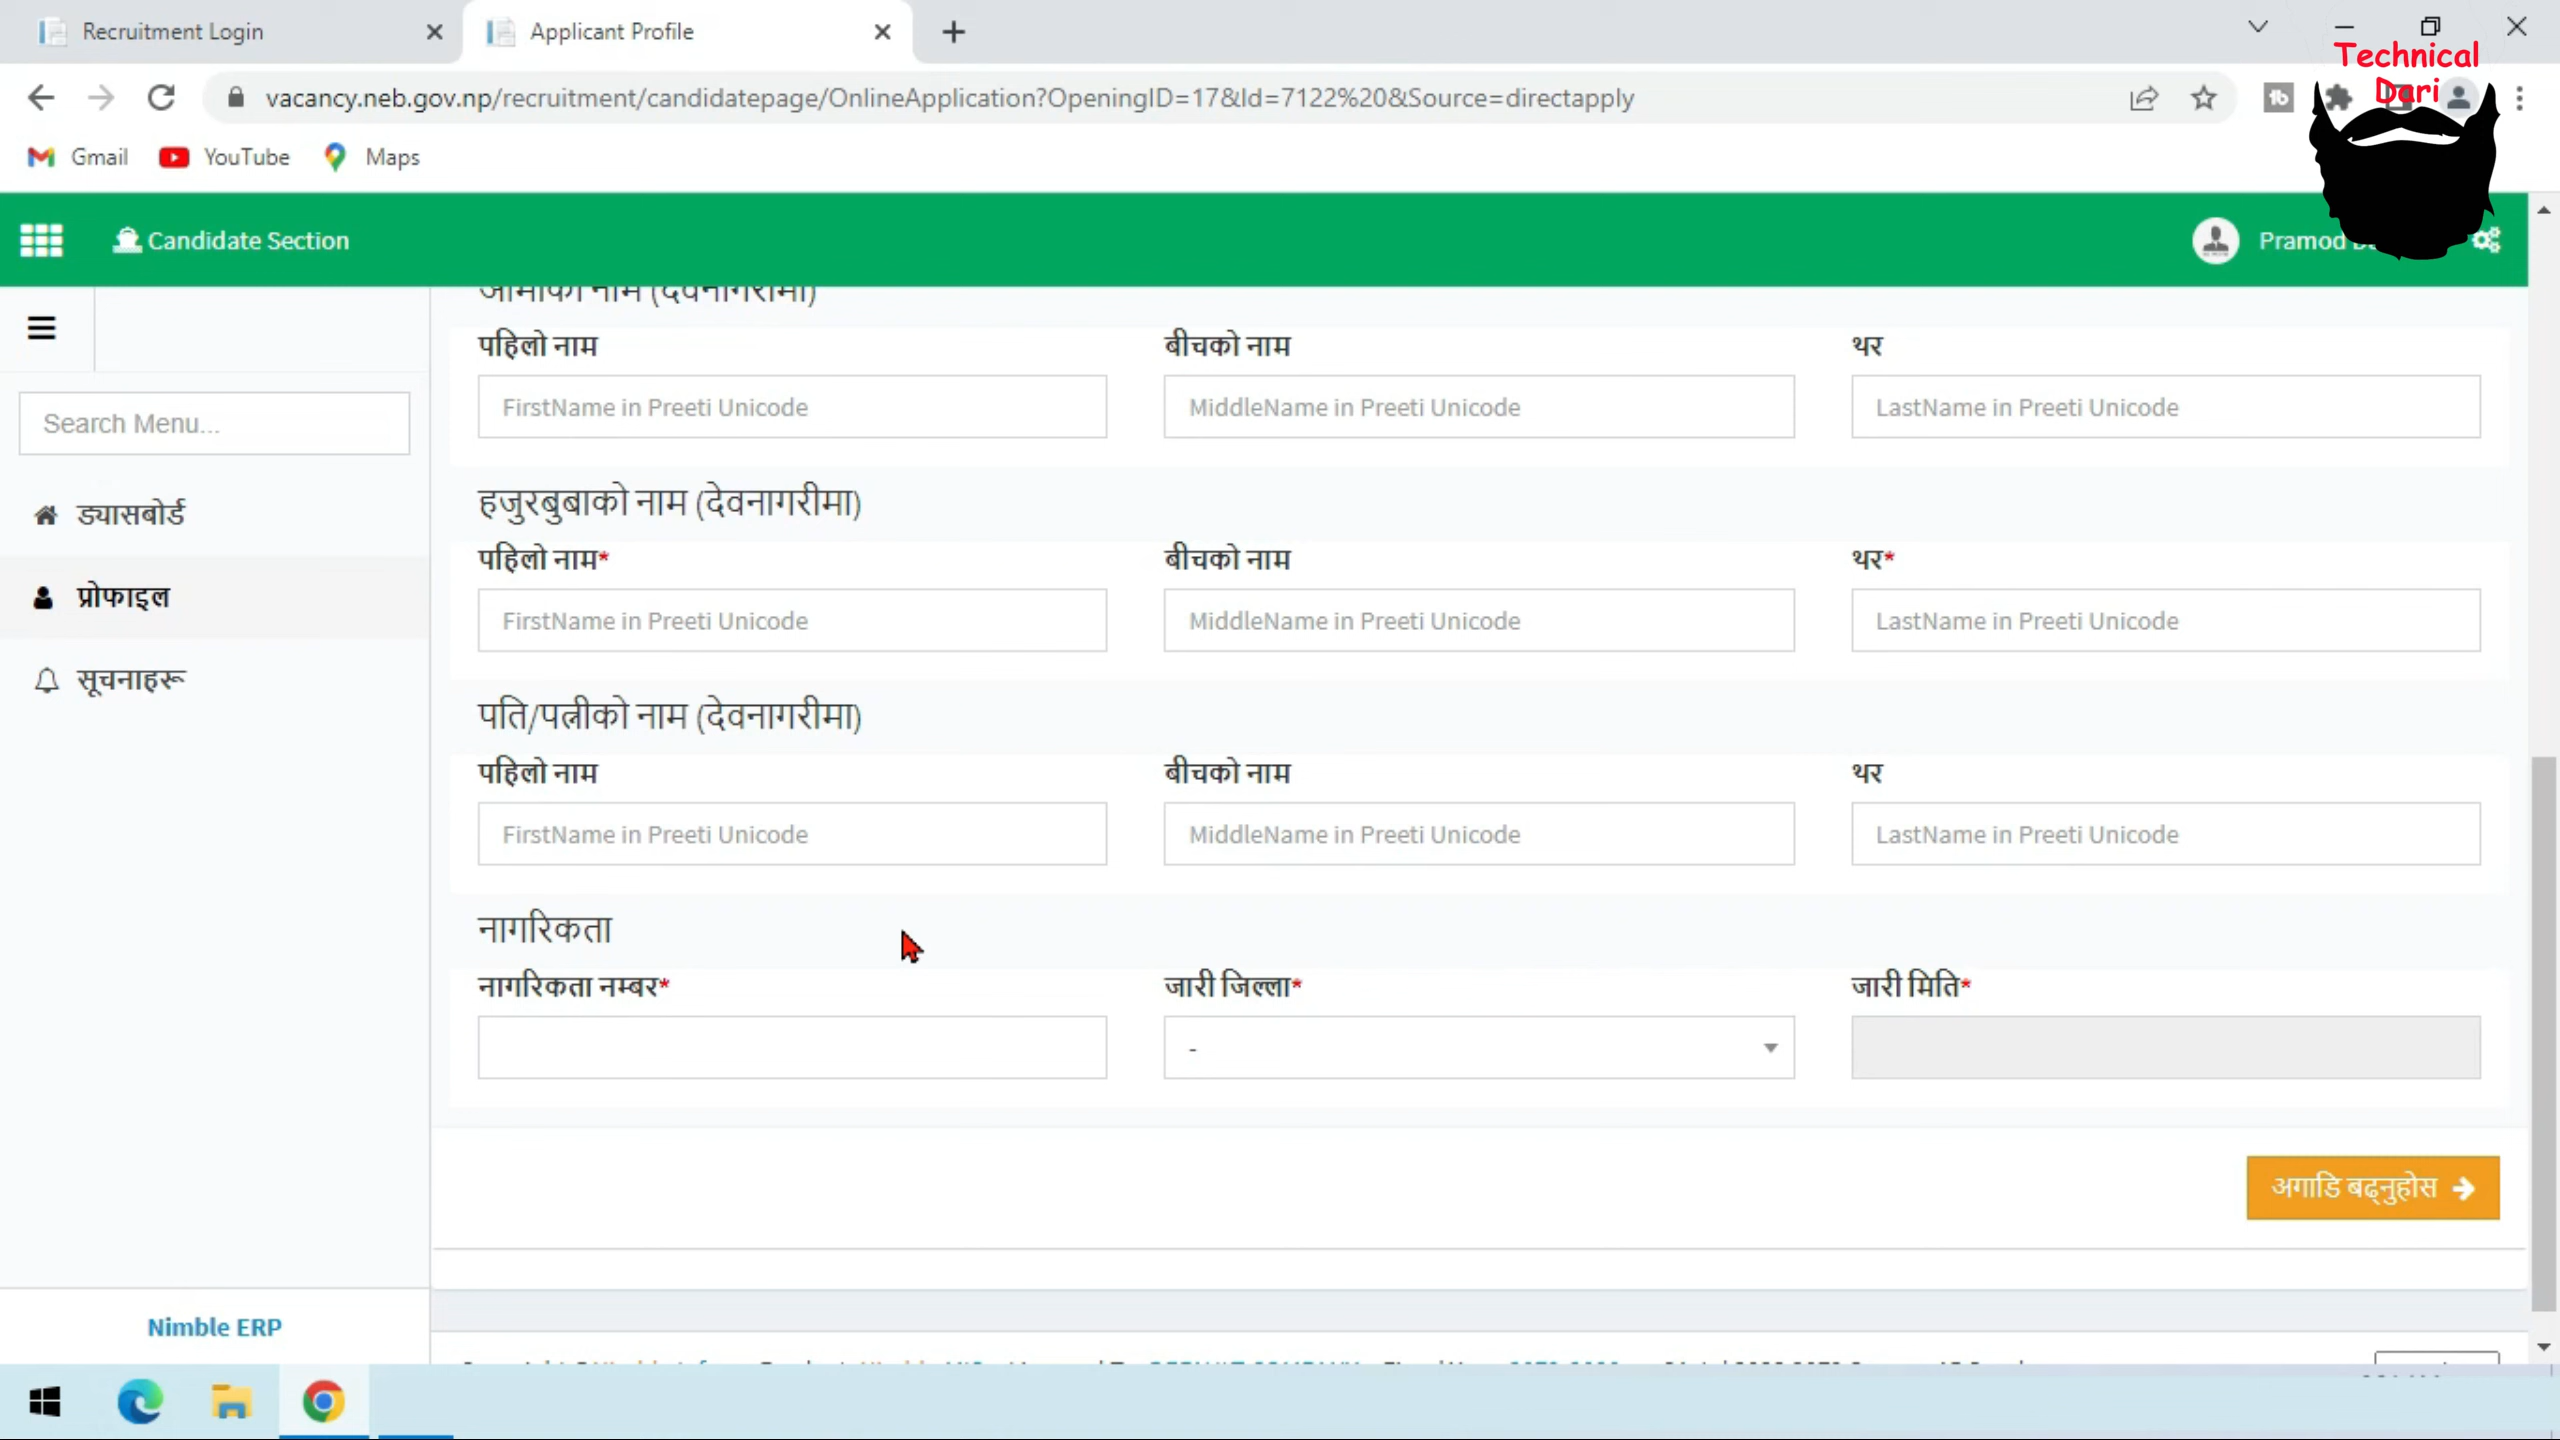 Recruitment Login
Applicant Profile
Technical
Dari
vacancy.neb.gov.np/recruitment/candidatepage/OnlineApplication?OpeningID=17&Id=7122%20&Source=directapply
Gmail
YouTube
Maps
Candidate Section
Pramod
आमाको नाम (देवनागरीमा)
पहिलो नाम
बीचको नाम
थर
FirstName in Preeti Unicode
MiddleName in Preeti Unicode
LastName in Preeti Unicode
Search Menu...
हजुरबुबाको नाम (देवनागरीमा)
ड्यासबोर्ड
पहिलो नाम*
बीचको नाम
थर*
प्रोफाइल
FirstName in Preeti Unicode
MiddleName in Preeti Unicode
LastName in Preeti Unicode
सूचनाहरू
पति/पत्नीको नाम (देवनागरीमा)
पहिलो नाम
बीचको नाम
थर
FirstName in Preeti Unicode
MiddleName in Preeti Unicode
LastName in Preeti Unicode
नागरिकता
नागरिकता नम्बर*
जारी जिल्ला*
जारी मिति*
-
अगाडि बढ्नुहोस
Nimble ERP